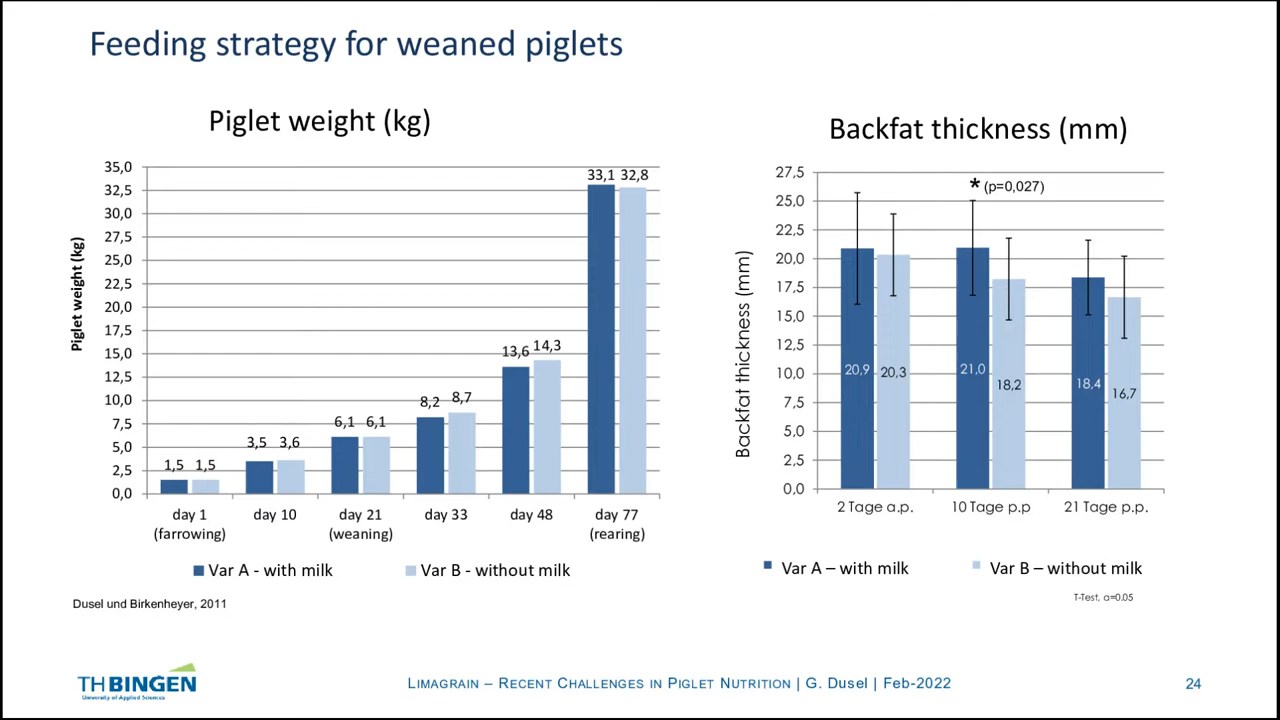 Feeding strategy for weaned piglets
Piglet weight (kg)
Piglet weight (kg)
35,0
32,5
30,0
27,5
25,0
22,5
20,0
17,5
15,0
12,5
10,0
7,5
5,0
2,5
0,0
1,5 1,5
3,5 3,6
6,1 6,1
8,2 8,7
13,6 14,3
33,1 32,8
day 1 day 10 day 21 day 33 day 48 day 77
(farrowing) (weaning) (rearing)
Var A - with milk Var B - without milk
Dusel und Birkenheyer, 2011
Backfat thickness (mm)
Backfat thickness (mm)
27,5
25,0
22,5
20,0
17,5
15,0
12,5
10,0
7,5
5,0
2,5
0,0
* (p=0,027)
20,9 20,3
21,0 18,2
18,4 16,7
2 Tage a.p. 10 Tage p.p 21 Tage p.p.
Var A – with milk Var B – without milk
T-Test, α=0.05
TH BINGEN
University of Applied Sciences
LIMAGRAIN – RECENT CHALLENGES IN PIGLET NUTRITION | G. Dusel | Feb-2022
24